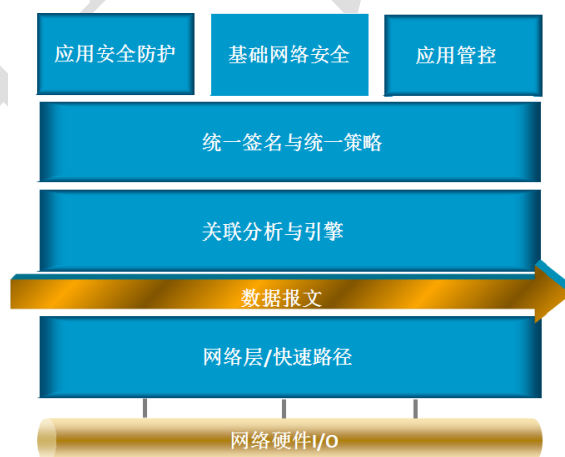 应用安全防护
基础网络安全
应用管控
统一签名与统一策略
关联分析与引擎
数据报文
网络层/快速路径
网络硬件I/O